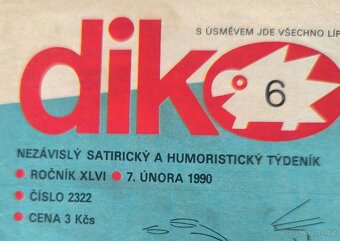 S ÚSMĚVEM JDE VŠECHNO LÍP
diko
6
NEZÁVISLÝ SATIRICKÝ A HUMORISTICKÝ TÝDENÍK
• ROČNÍK XLVI • 7. ÚNORA 1990
• ČÍSLO 2322
• CENA 3 Kčs